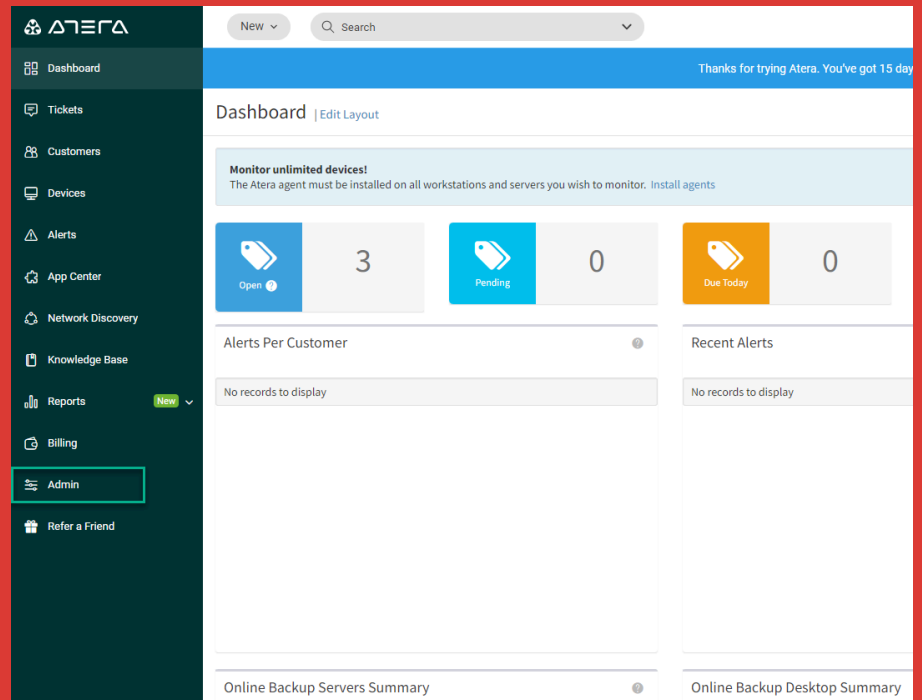 ATERA
New
Search
Dashboard
Thanks for trying Atera. You've got 15 day
Tickets
Dashboard | Edit Layout
Customers
Monitor unlimited devices!
The Atera agent must be installed on all workstations and servers you wish to monitor. Install agents
Devices
Alerts
3
0
0
App Center
Open ?
Pending
Due Today
Network Discovery
Alerts Per Customer ?
Recent Alerts
Knowledge Base
No records to display
No records to display
Reports New
Billing
Admin
Refer a Friend
Online Backup Servers Summary ?
Online Backup Desktop Summary